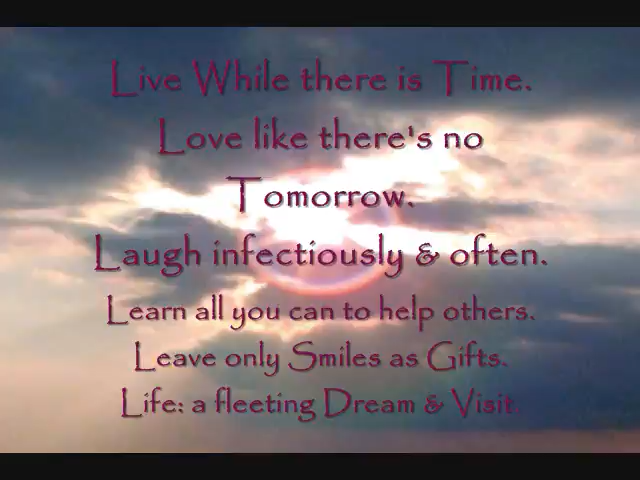 Live While there is Time.
Love like there's no
Tomorrow.
Laugh infectiously & often.
Learn all you can to help others.
Leave only Smiles as Gifts.
Life: a fleeting Dream & Visit.